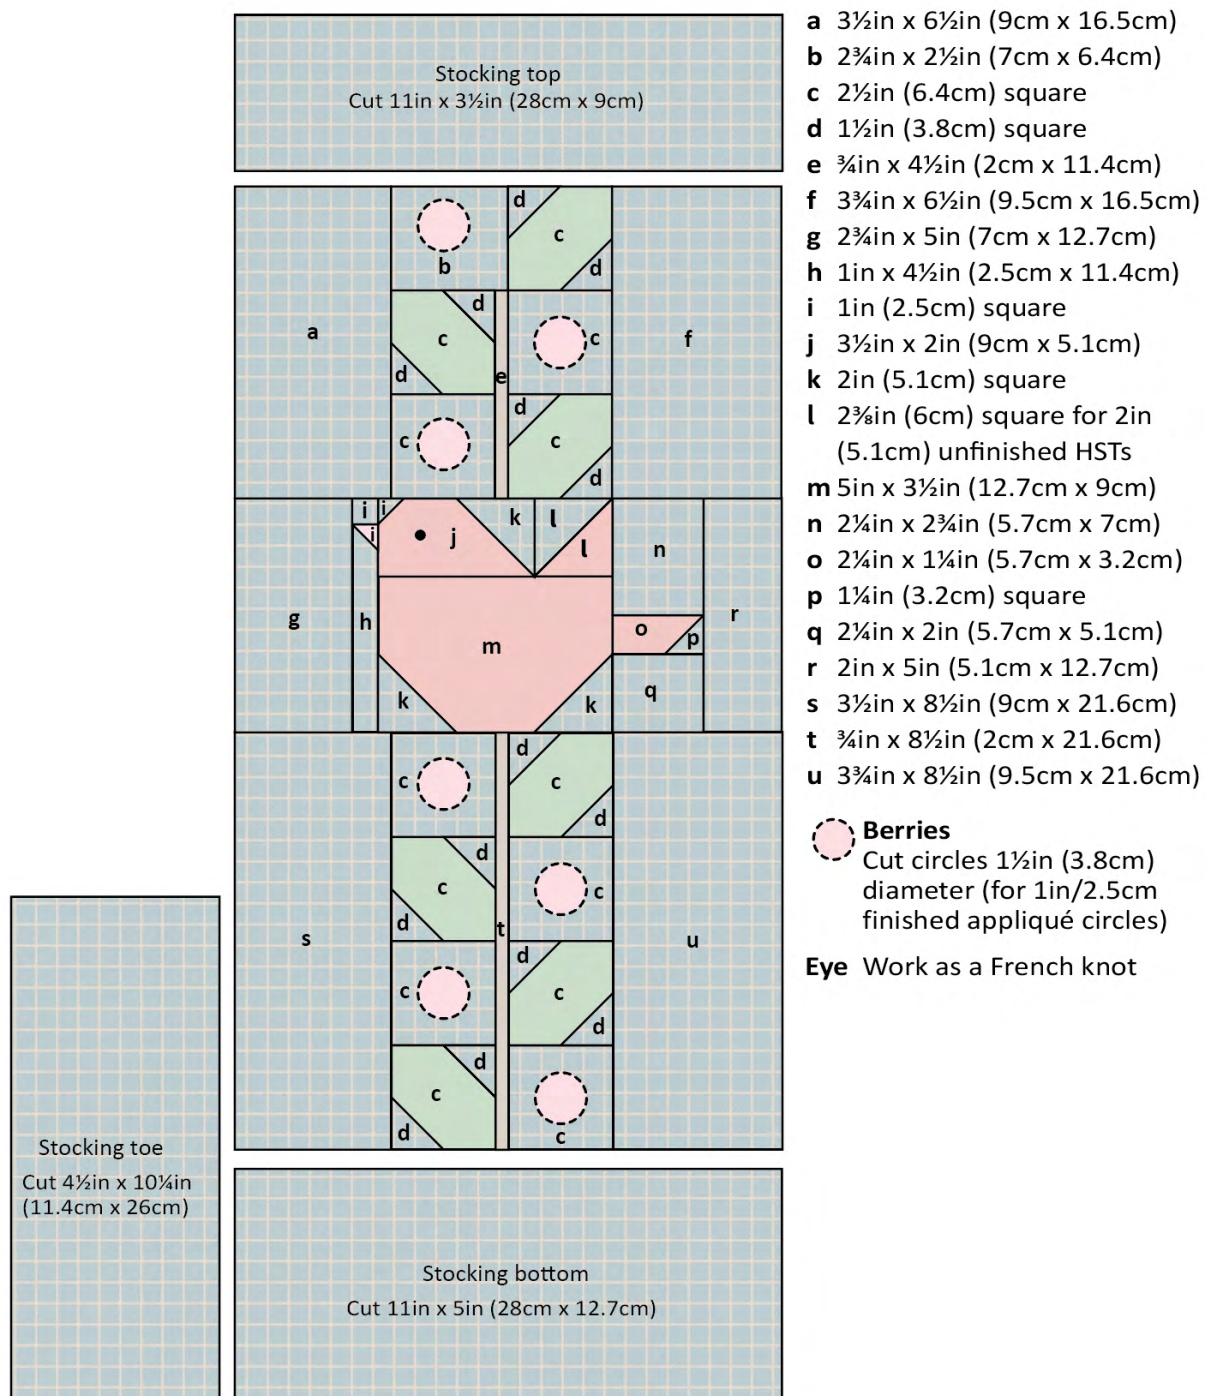 Stocking top
Cut 11in x 3½in (28cm x 9cm)
d
c
b
d
a
d
c
c
f
d
e
d
c
c
d
i
i
k
l
j
i
l
n
g
h
o
r
p
m
k
k
q
d
c
c
d
d
c
c
d
t
s
u
d
c
c
d
d
c
d
c
Stocking toe
Cut 4½in x 10¼in
(11.4cm x 26cm)
Stocking bottom
Cut 11in x 5in (28cm x 12.7cm)
a 3½in x 6½in (9cm x 16.5cm)
b 2¾in x 2½in (7cm x 6.4cm)
c 2½in (6.4cm) square
d 1½in (3.8cm) square
e ¾in x 4½in (2cm x 11.4cm)
f 3¾in x 6½in (9.5cm x 16.5cm)
g 2¾in x 5in (7cm x 12.7cm)
h 1in x 4½in (2.5cm x 11.4cm)
i 1in (2.5cm) square
j 3½in x 2in (9cm x 5.1cm)
k 2in (5.1cm) square
l 2⅜in (6cm) square for 2in
(5.1cm) unfinished HSTs
m 5in x 3½in (12.7cm x 9cm)
n 2¼in x 2¾in (5.7cm x 7cm)
o 2¼in x 1¼in (5.7cm x 3.2cm)
p 1¼in (3.2cm) square
q 2¼in x 2in (5.7cm x 5.1cm)
r 2in x 5in (5.1cm x 12.7cm)
s 3½in x 8½in (9cm x 21.6cm)
t ¾in x 8½in (2cm x 21.6cm)
u 3¾in x 8½in (9.5cm x 21.6cm)
Berries
Cut circles 1½in (3.8cm)
diameter (for 1in/2.5cm
finished appliqué circles)
Eye Work as a French knot